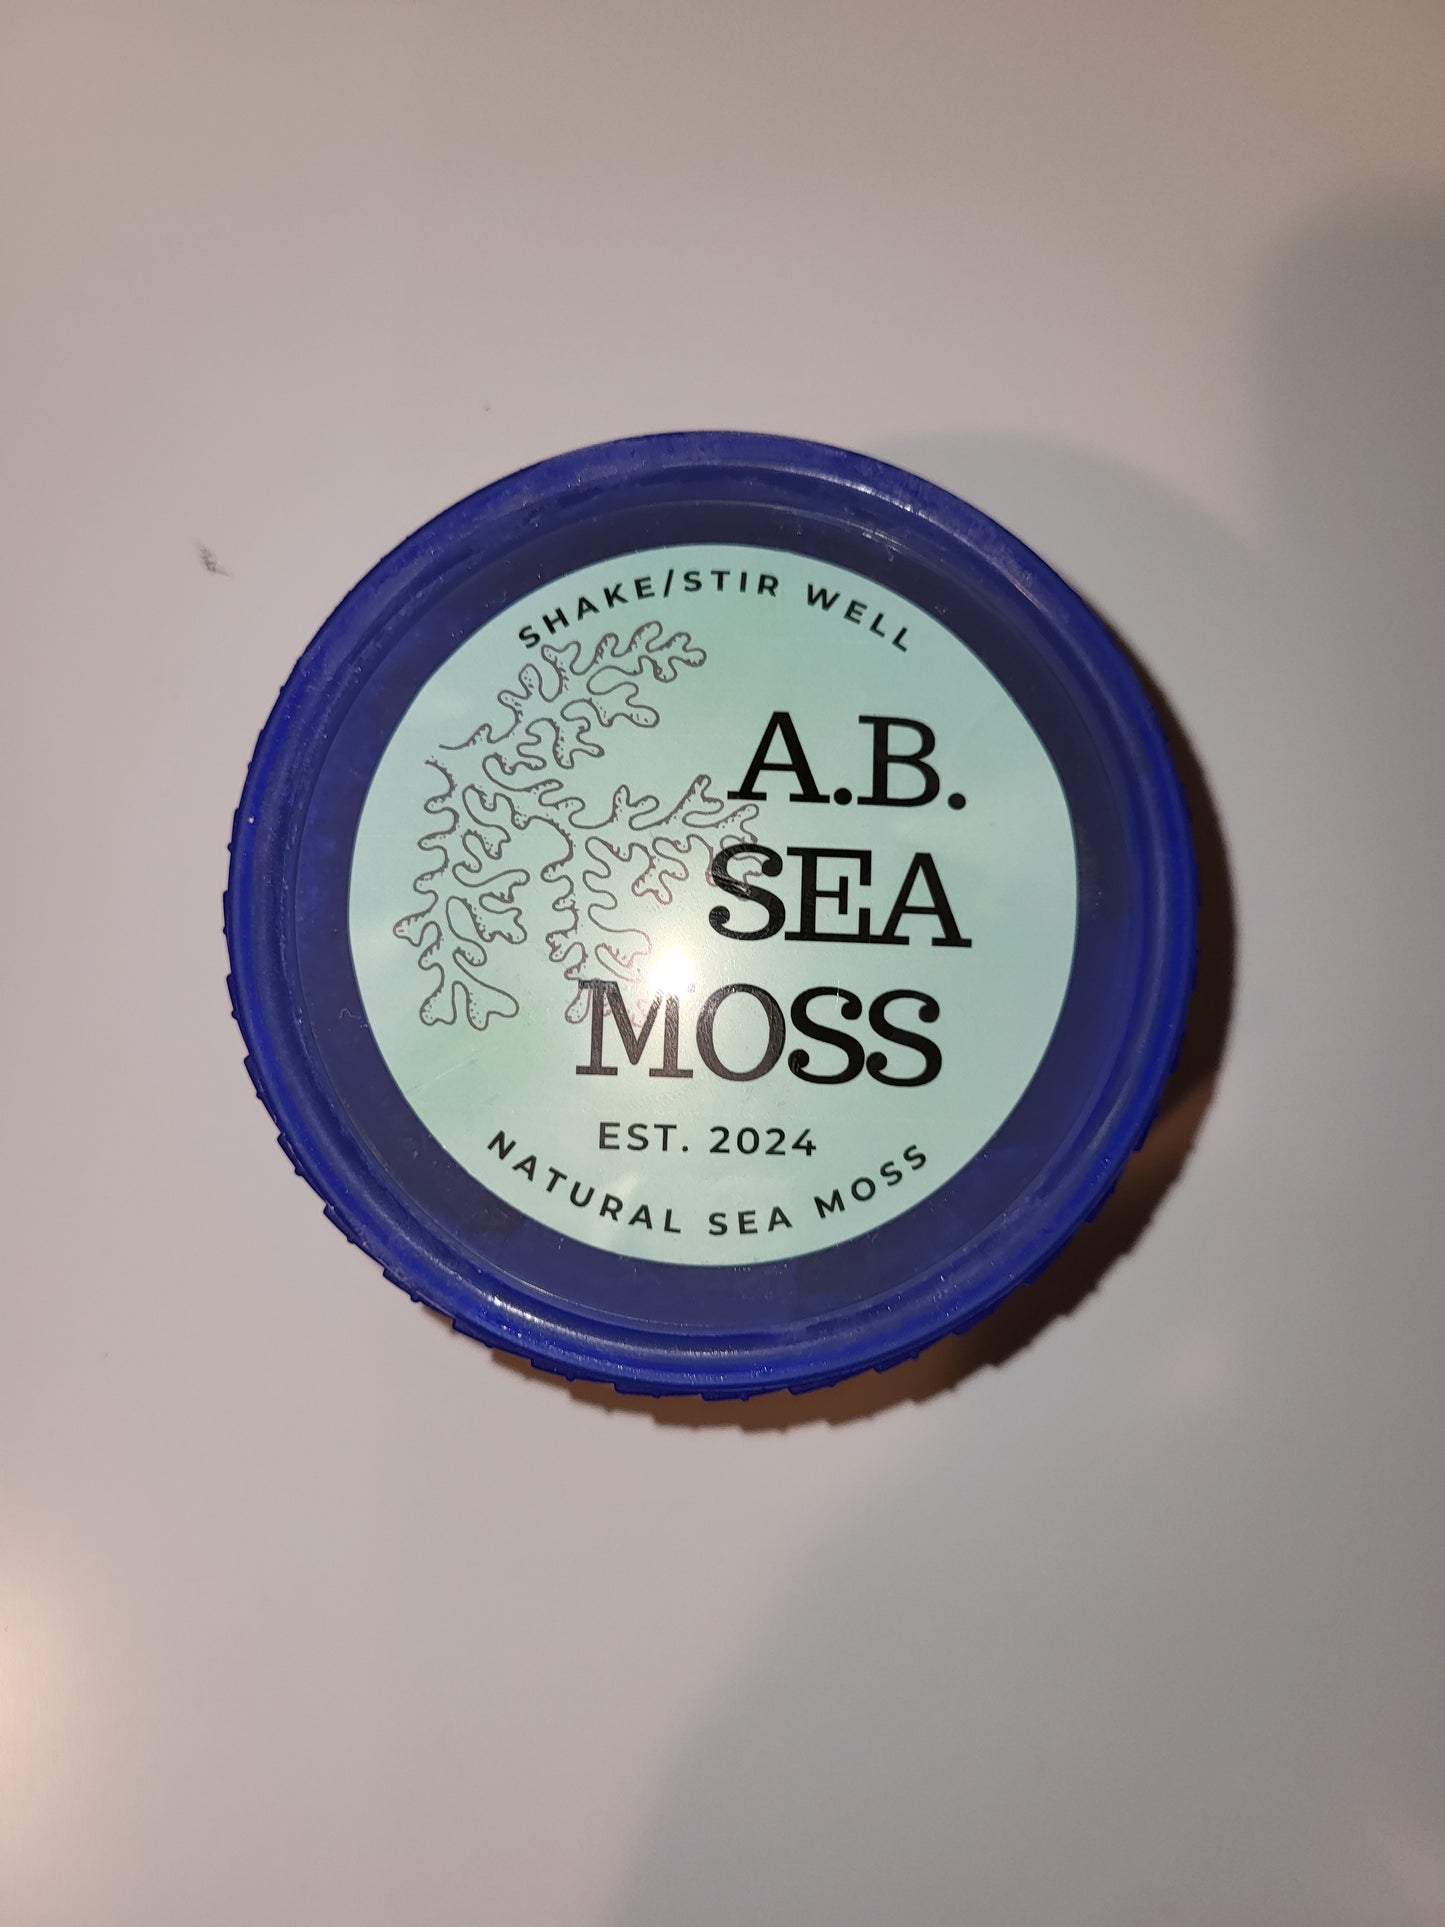 SHAKE/STIR WELL
A.B.
SEA
MOSS
EST. 2024
NATURAL SEA MOSS